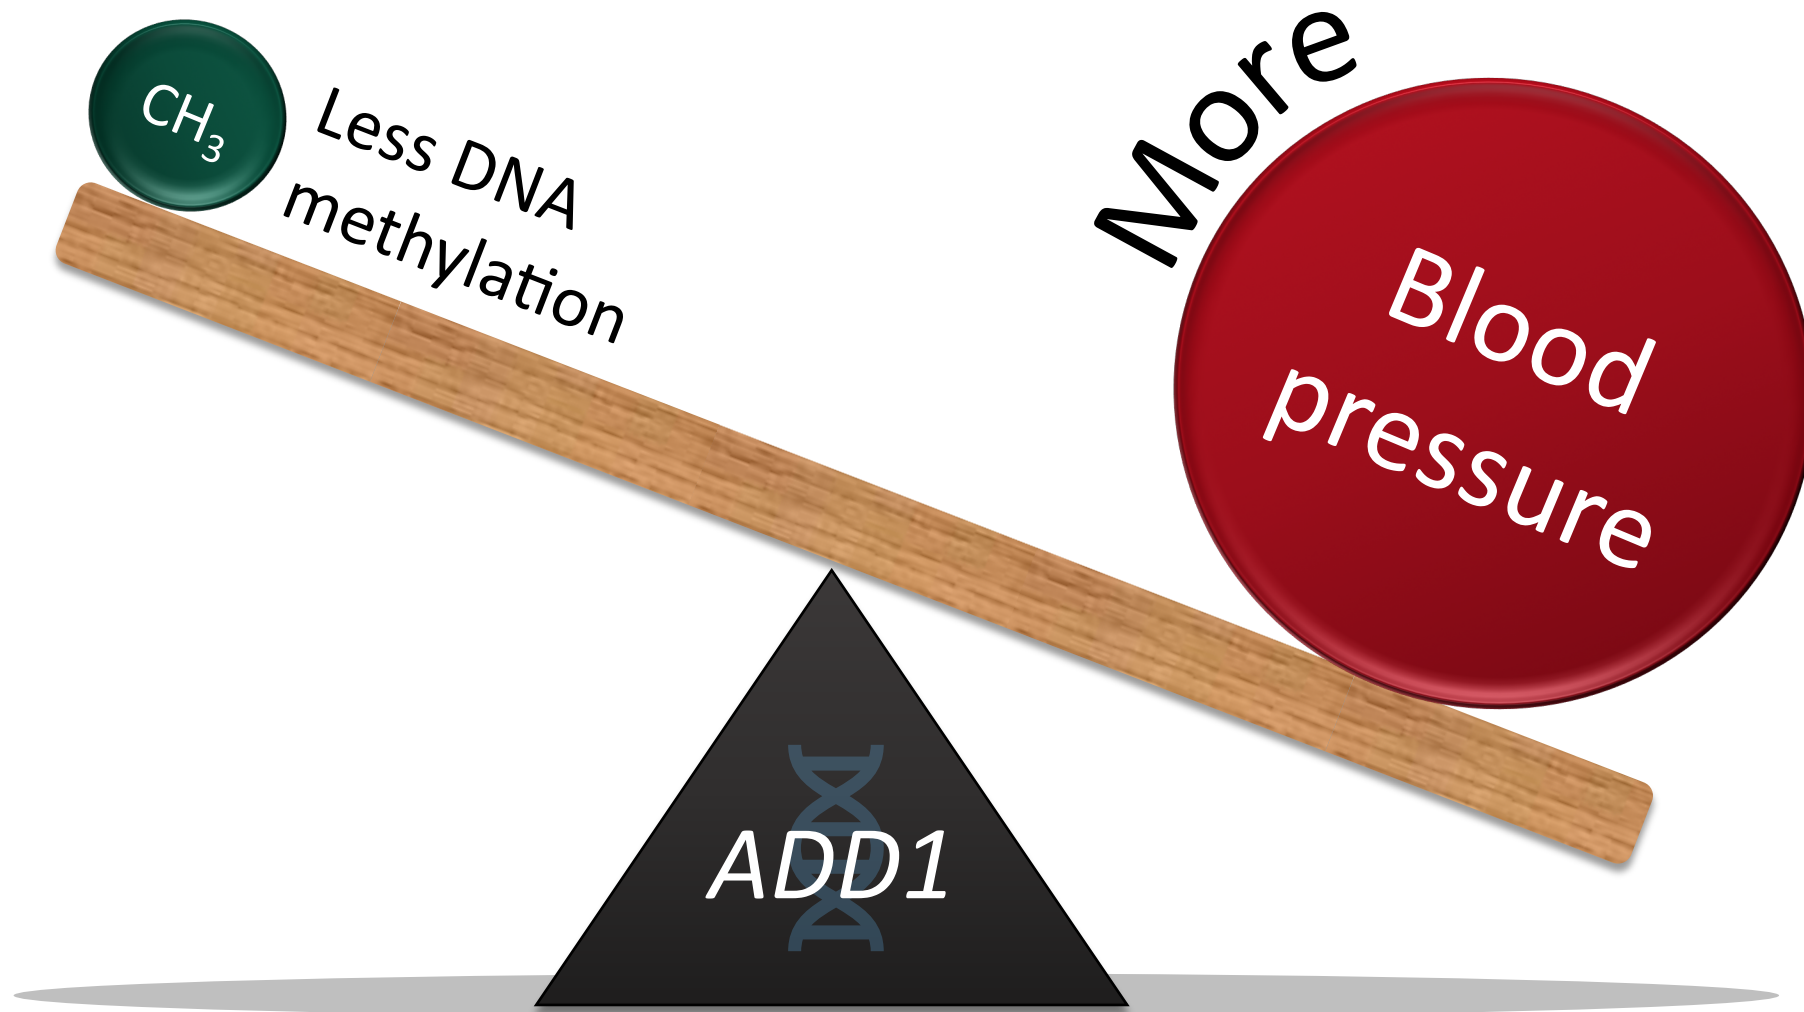 CH₃
Less DNA
methylation
More
Blood
pressure
ADD1